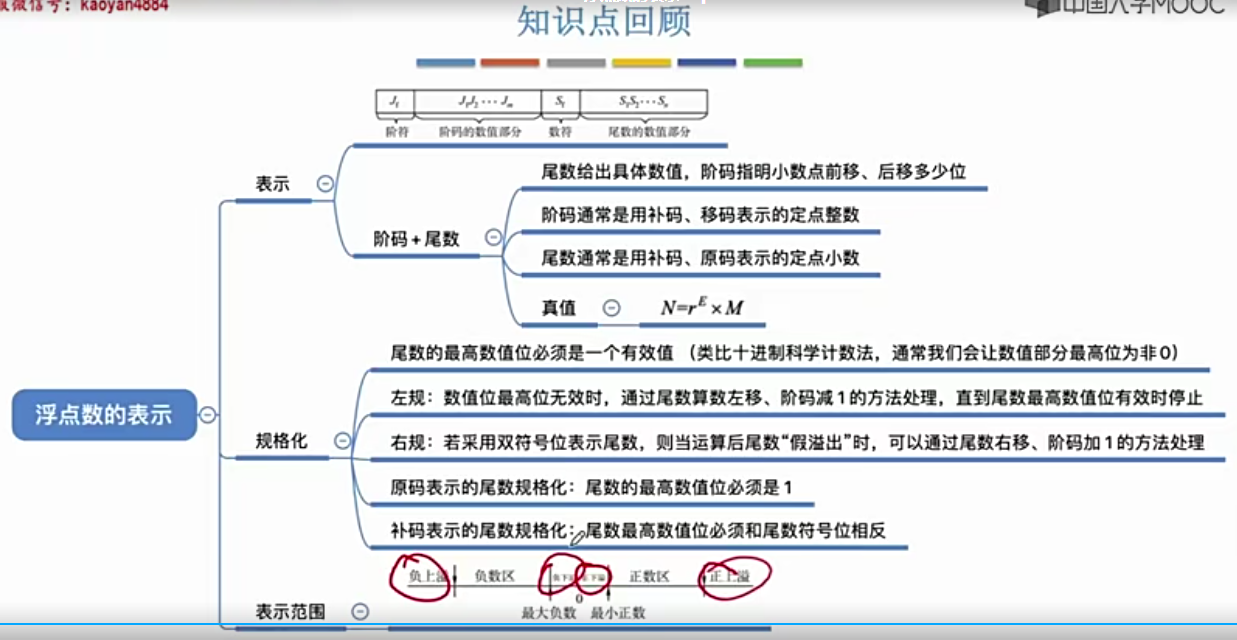 微信号：kaoyan4884
中国大学MOOC
知识点回顾
J_f J₁J₂⋯J_m S_f S₁S₂⋯S_n
阶符 阶码的数值部分 数符 尾数的数值部分
表示
尾数给出具体数值，阶码指明小数点前移、后移多少位
阶码通常是用补码、移码表示的定点整数
阶码+尾数
尾数通常是用补码、原码表示的定点小数
真值 N=r^E×M
尾数的最高数值位必须是一个有效值 （类比十进制科学计数法，通常我们会让数值部分最高位为非0）
左规：数值位最高位无效时，通过尾数算数左移、阶码减1的方法处理，直到尾数最高数值位有效时停止
浮点数的表示
规格化
右规：若采用双符号位表示尾数，则当运算后尾数“假溢出”时，可以通过尾数右移、阶码加1的方法处理
原码表示的尾数规格化：尾数的最高数值位必须是1
补码表示的尾数规格化：尾数最高数值位必须和尾数符号位相反
负上溢 负数区 负下溢 正下溢 正数区 正上溢
0
表示范围
最大负数 最小正数